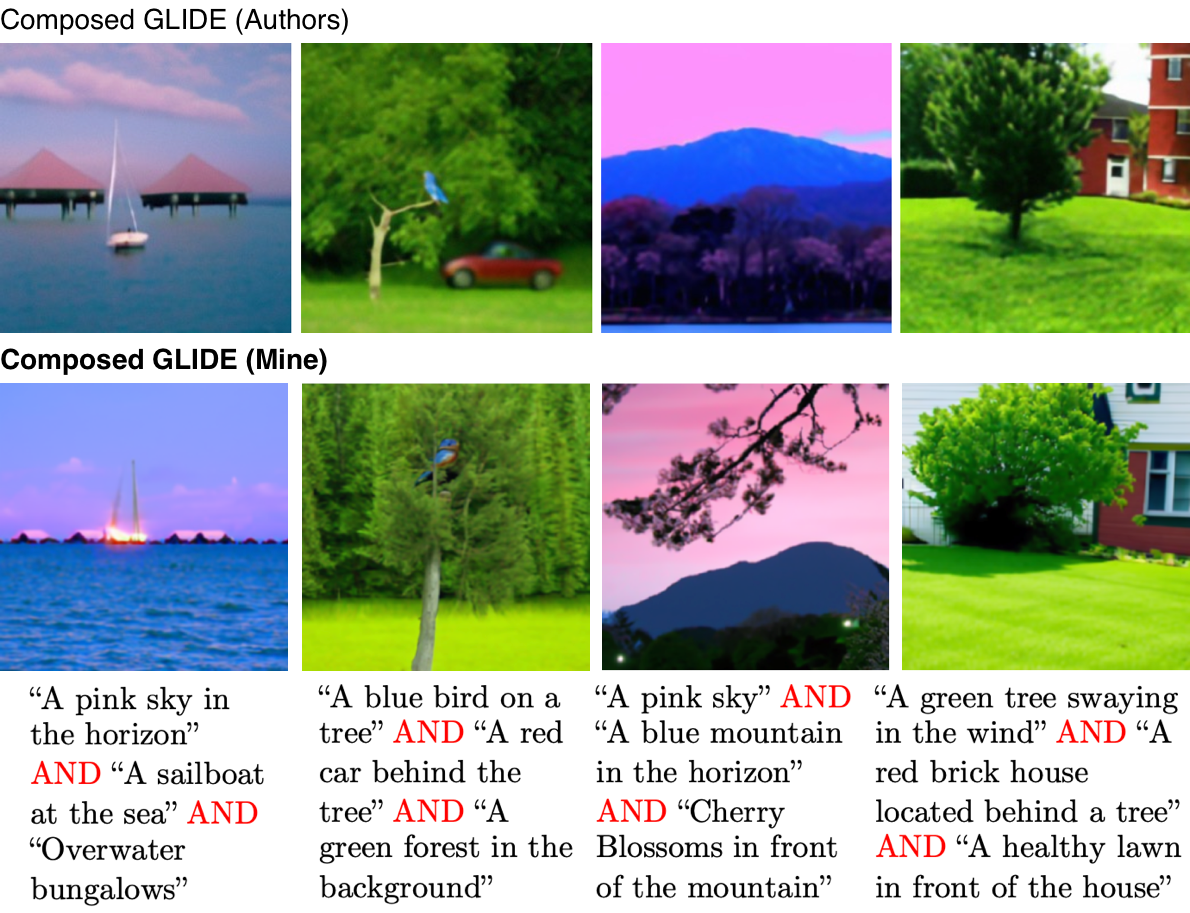 Composed GLIDE (Authors)
Composed GLIDE (Mine)
“A pink sky in
the horizon”
AND “A sailboat
at the sea” AND
“Overwater
bungalows”
“A blue bird on a
tree” AND “A red
car behind the
tree” AND “A
green forest in the
background”
“A pink sky” AND
“A blue mountain
in the horizon”
AND “Cherry
Blossoms in front
of the mountain”
“A green tree swaying
in the wind” AND “A
red brick house
located behind a tree”
AND “A healthy lawn
in front of the house”